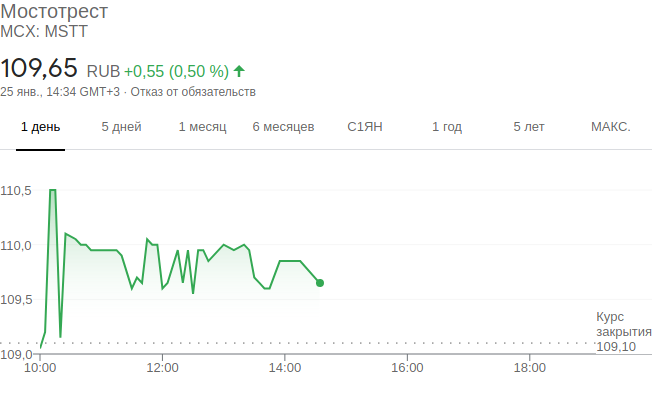 Мостотрест
MCX: MSTT
109,65 RUB +0,55 (0,50 %)
25 янв., 14:34 GMT+3 · Отказ от обязательств
1 день 5 дней 1 месяц 6 месяцев С1ЯН 1 год 5 лет МАКС.
110,5
110,0
109,5
Курс
закрытия
109,10
109,0
10:00 12:00 14:00 16:00 18:00